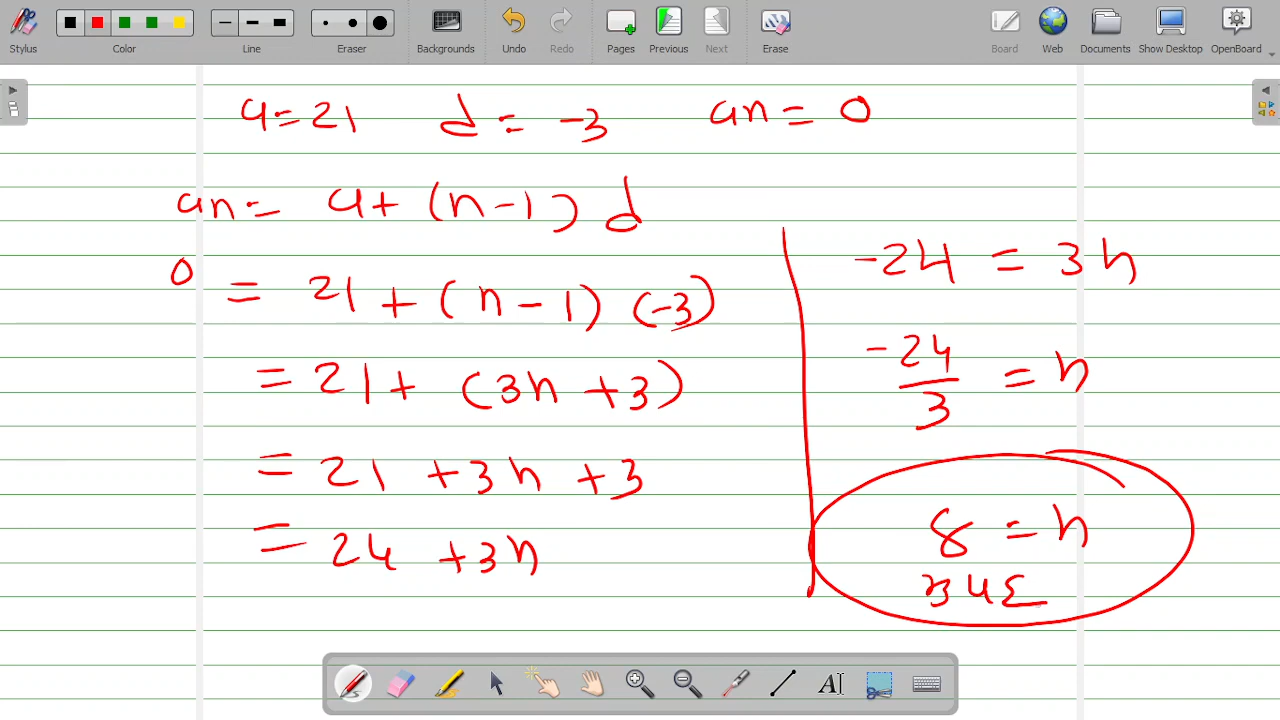 Stylus Color Line Eraser Backgrounds Undo Redo Pages Previous Next Erase Board Web Documents Show Desktop OpenBoard
a = 21 d = -3 an = 0
an = a + (n - 1) d
0 = 21 + (n - 1) (-3)
= 21 + (3n + 3)
= 21 + 3n + 3
= 24 + 3n
-24 = 3n
-24/3 = n
8 = n